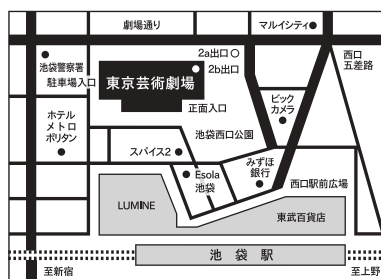 劇場通り
マルイシティ
2a出口
西口
五差路
池袋警察署
2b出口
駐車場入口
東京芸術劇場
正面入口
ビック
カメラ
ホテル
メトロ
ポリタン
池袋西口公園
スパイス2
Esola
池袋
みずほ
銀行
西口駅前広場
LUMINE
東武百貨店
池袋駅
至新宿
至上野